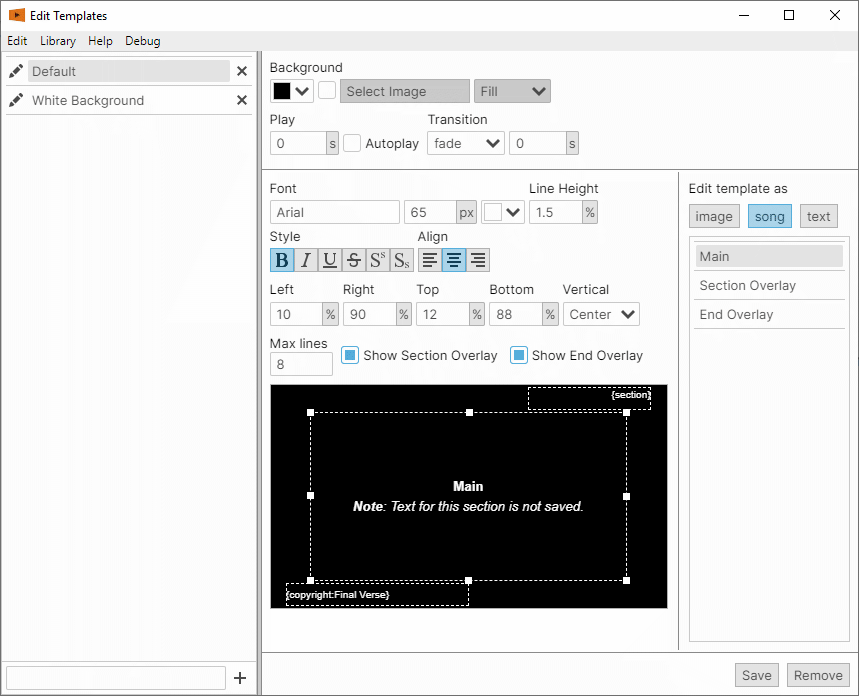 Edit Templates
Edit Library Help Debug
Default
White Background
Background
Select Image Fill
Play Transition
0 s Autoplay fade 0 s
Font Line Height
Arial 65 px 1.5 %
Style Align
B I U S S^s S_s
Left Right Top Bottom Vertical
10 % 90 % 12 % 88 % Center
Max lines
8 Show Section Overlay Show End Overlay
{section}
Main
Note: Text for this section is not saved.
{copyright:Final Verse}
Edit template as
image song text
Main
Section Overlay
End Overlay
Save Remove